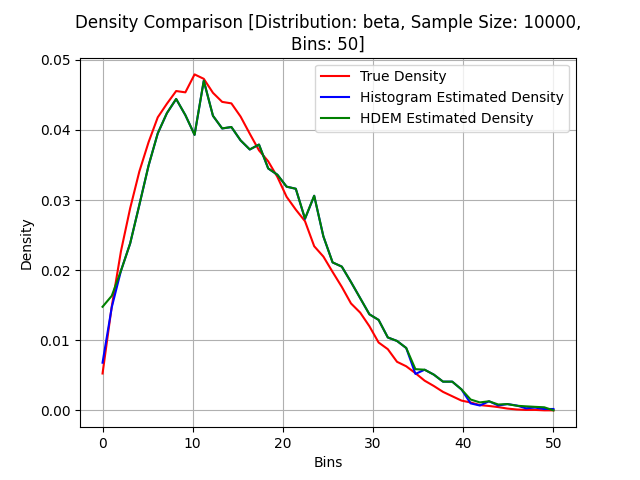 Density Comparison [Distribution: beta, Sample Size: 10000,
Bins: 50]
0.05
0.04
0.03
0.02
0.01
0.00
Density
True Density
Histogram Estimated Density
HDEM Estimated Density
0 10 20 30 40 50
Bins